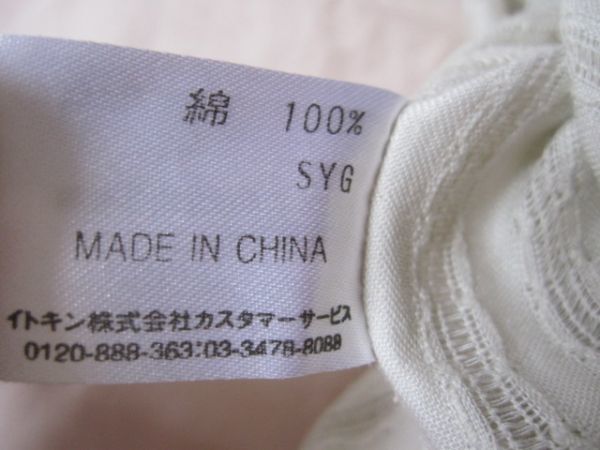 綿 100%
SYG
MADE IN CHINA
イトキン株式会社カスタマーサービス
0120-888-363:03-3478-8088